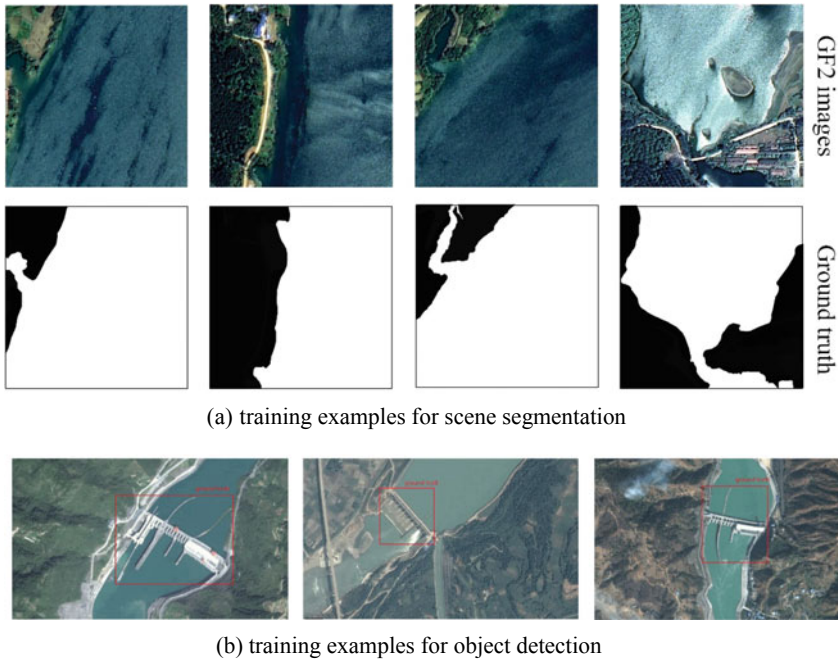 GF2 images
Ground truth
(a) training examples for scene segmentation
(b) training examples for object detection